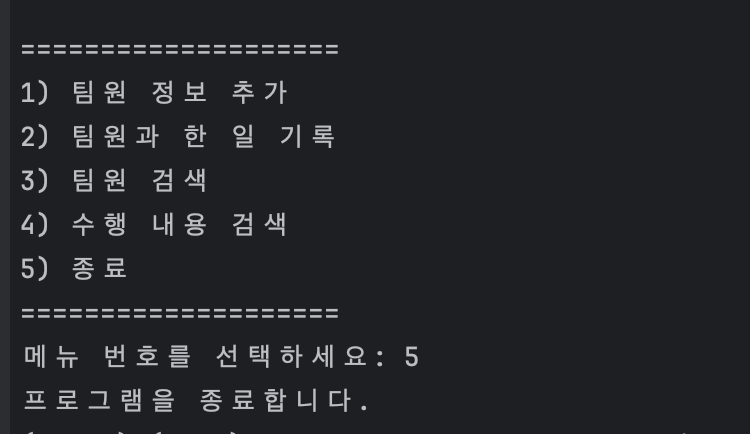 ====================
1) 팀원 정보 추가
2) 팀원과 한 일 기록
3) 팀원 검색
4) 수행 내용 검색
5) 종료
====================
메뉴 번호를 선택하세요: 5
프로그램을 종료합니다.